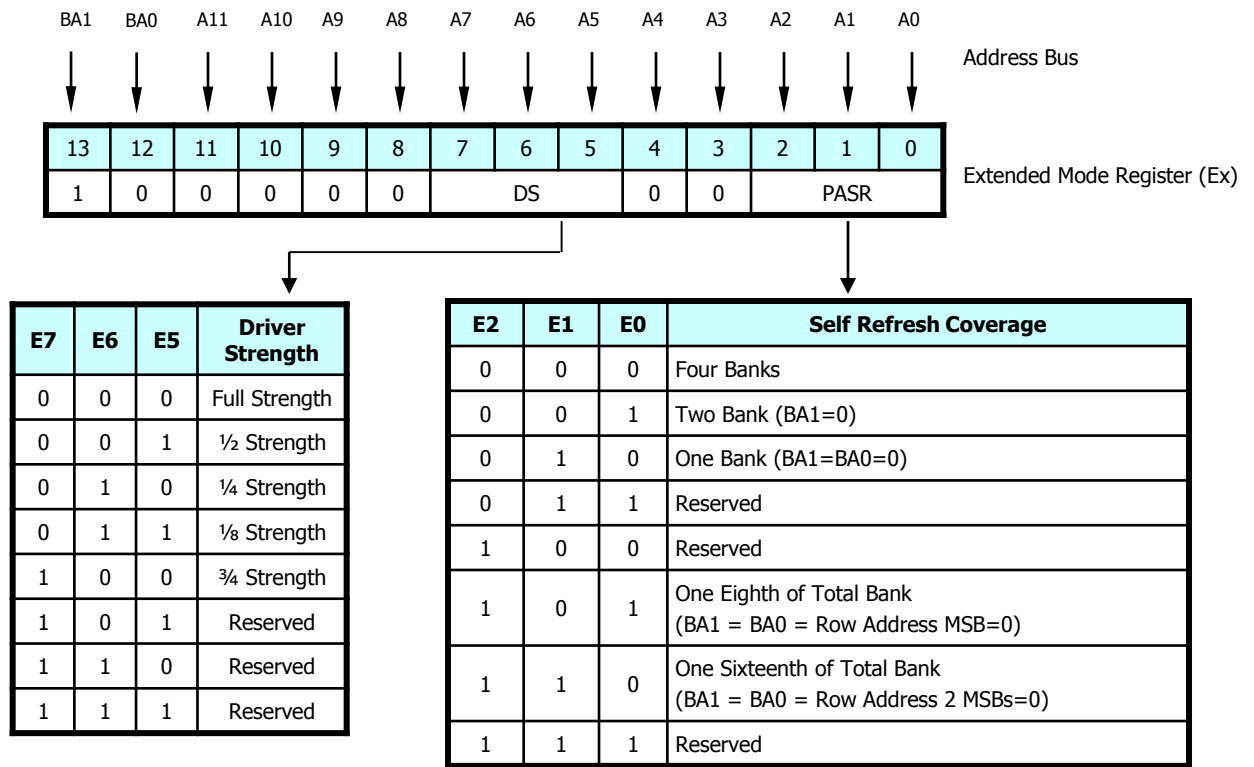 BA1 BA0 A11 A10 A9 A8 A7 A6 A5 A4 A3 A2 A1 A0
Address Bus
13 12 11 10 9 8 7 6 5 4 3 2 1 0
1 0 0 0 0 0 DS 0 0 PASR
Extended Mode Register (Ex)
E7 E6 E5 Driver
Strength
0 0 0 Full Strength
0 0 1 ½ Strength
0 1 0 ¼ Strength
0 1 1 ⅛ Strength
1 0 0 ¾ Strength
1 0 1 Reserved
1 1 0 Reserved
1 1 1 Reserved
E2 E1 E0 Self Refresh Coverage
0 0 0 Four Banks
0 0 1 Two Bank (BA1=0)
0 1 0 One Bank (BA1=BA0=0)
0 1 1 Reserved
1 0 0 Reserved
1 0 1 One Eighth of Total Bank
(BA1 = BA0 = Row Address MSB=0)
1 1 0 One Sixteenth of Total Bank
(BA1 = BA0 = Row Address 2 MSBs=0)
1 1 1 Reserved